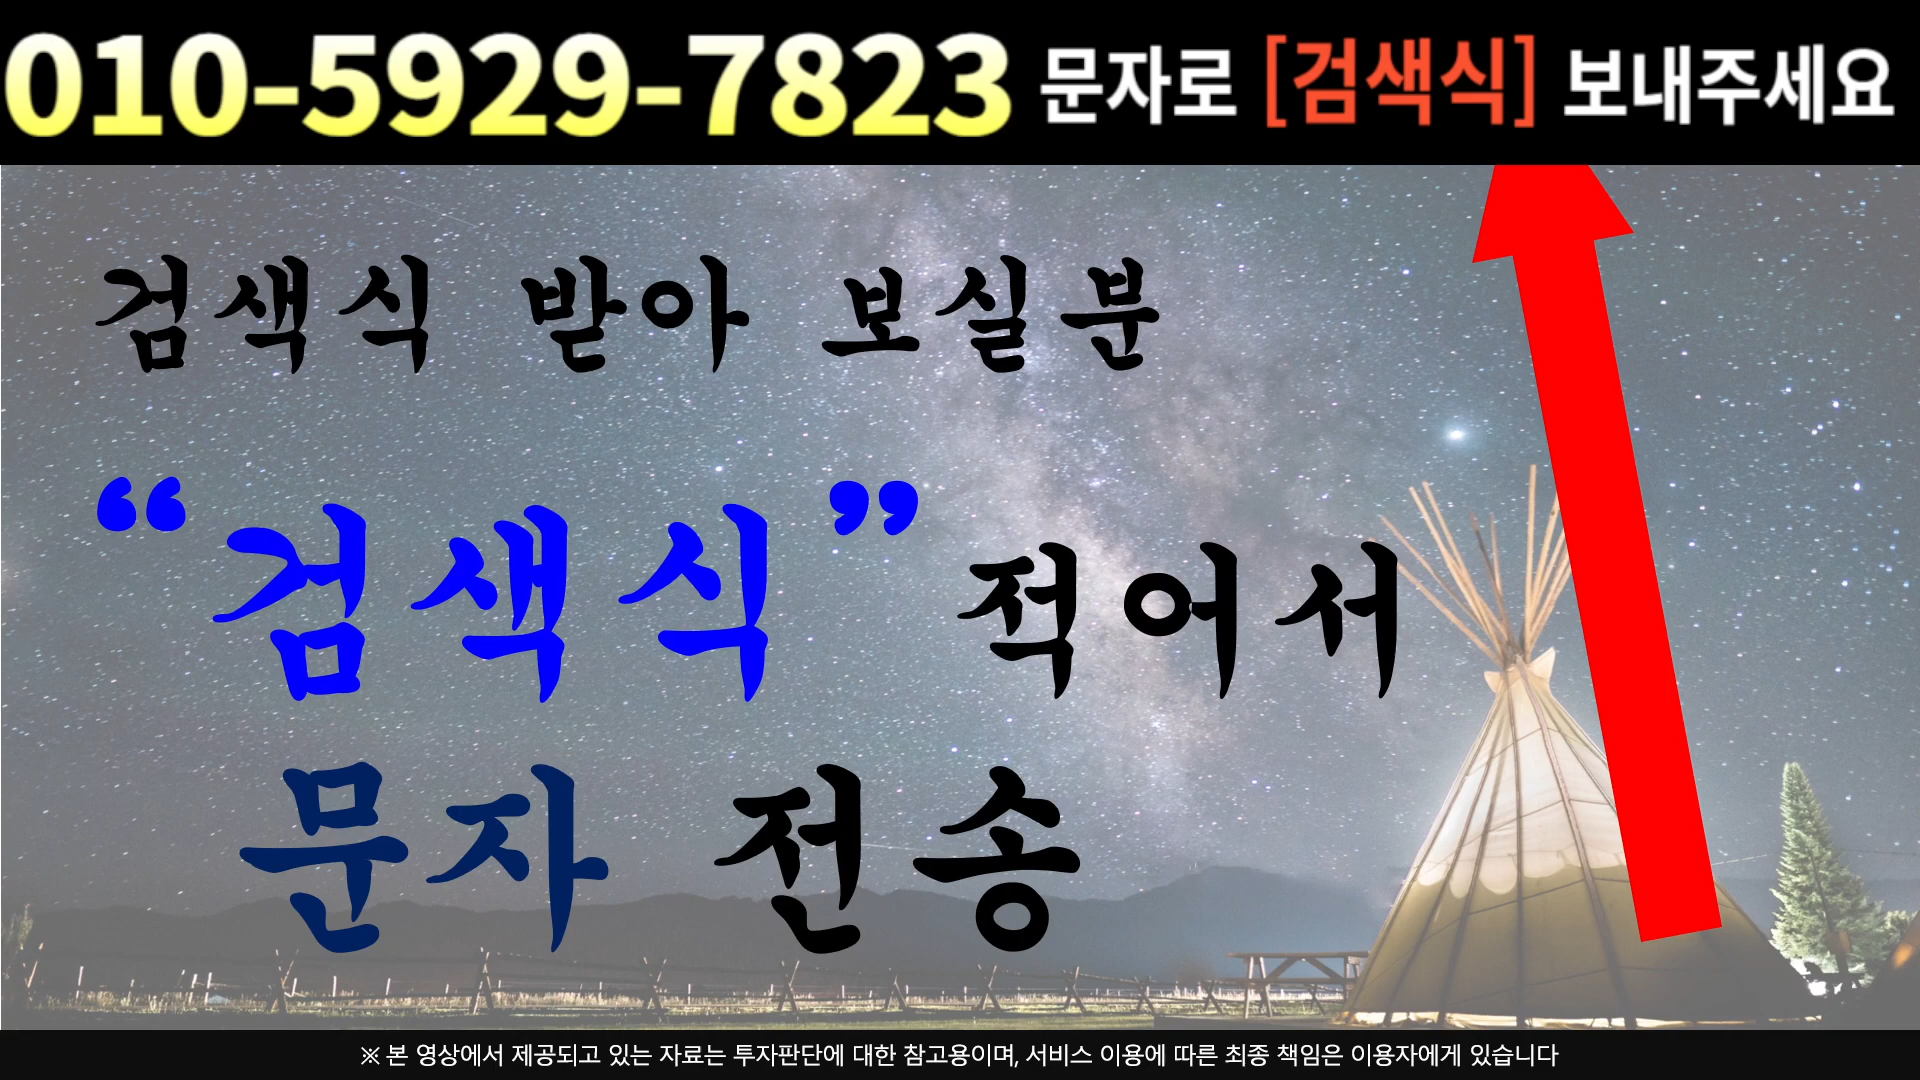 010-5929-7823 문자로 [검색식] 보내주세요
검색식 받아 보실분
“검색식” 적어서
문자 전송
※ 본 영상에서 제공되고 있는 자료는 투자판단에 대한 참고용이며, 서비스 이용에 따른 최종 책임은 이용자에게 있습니다